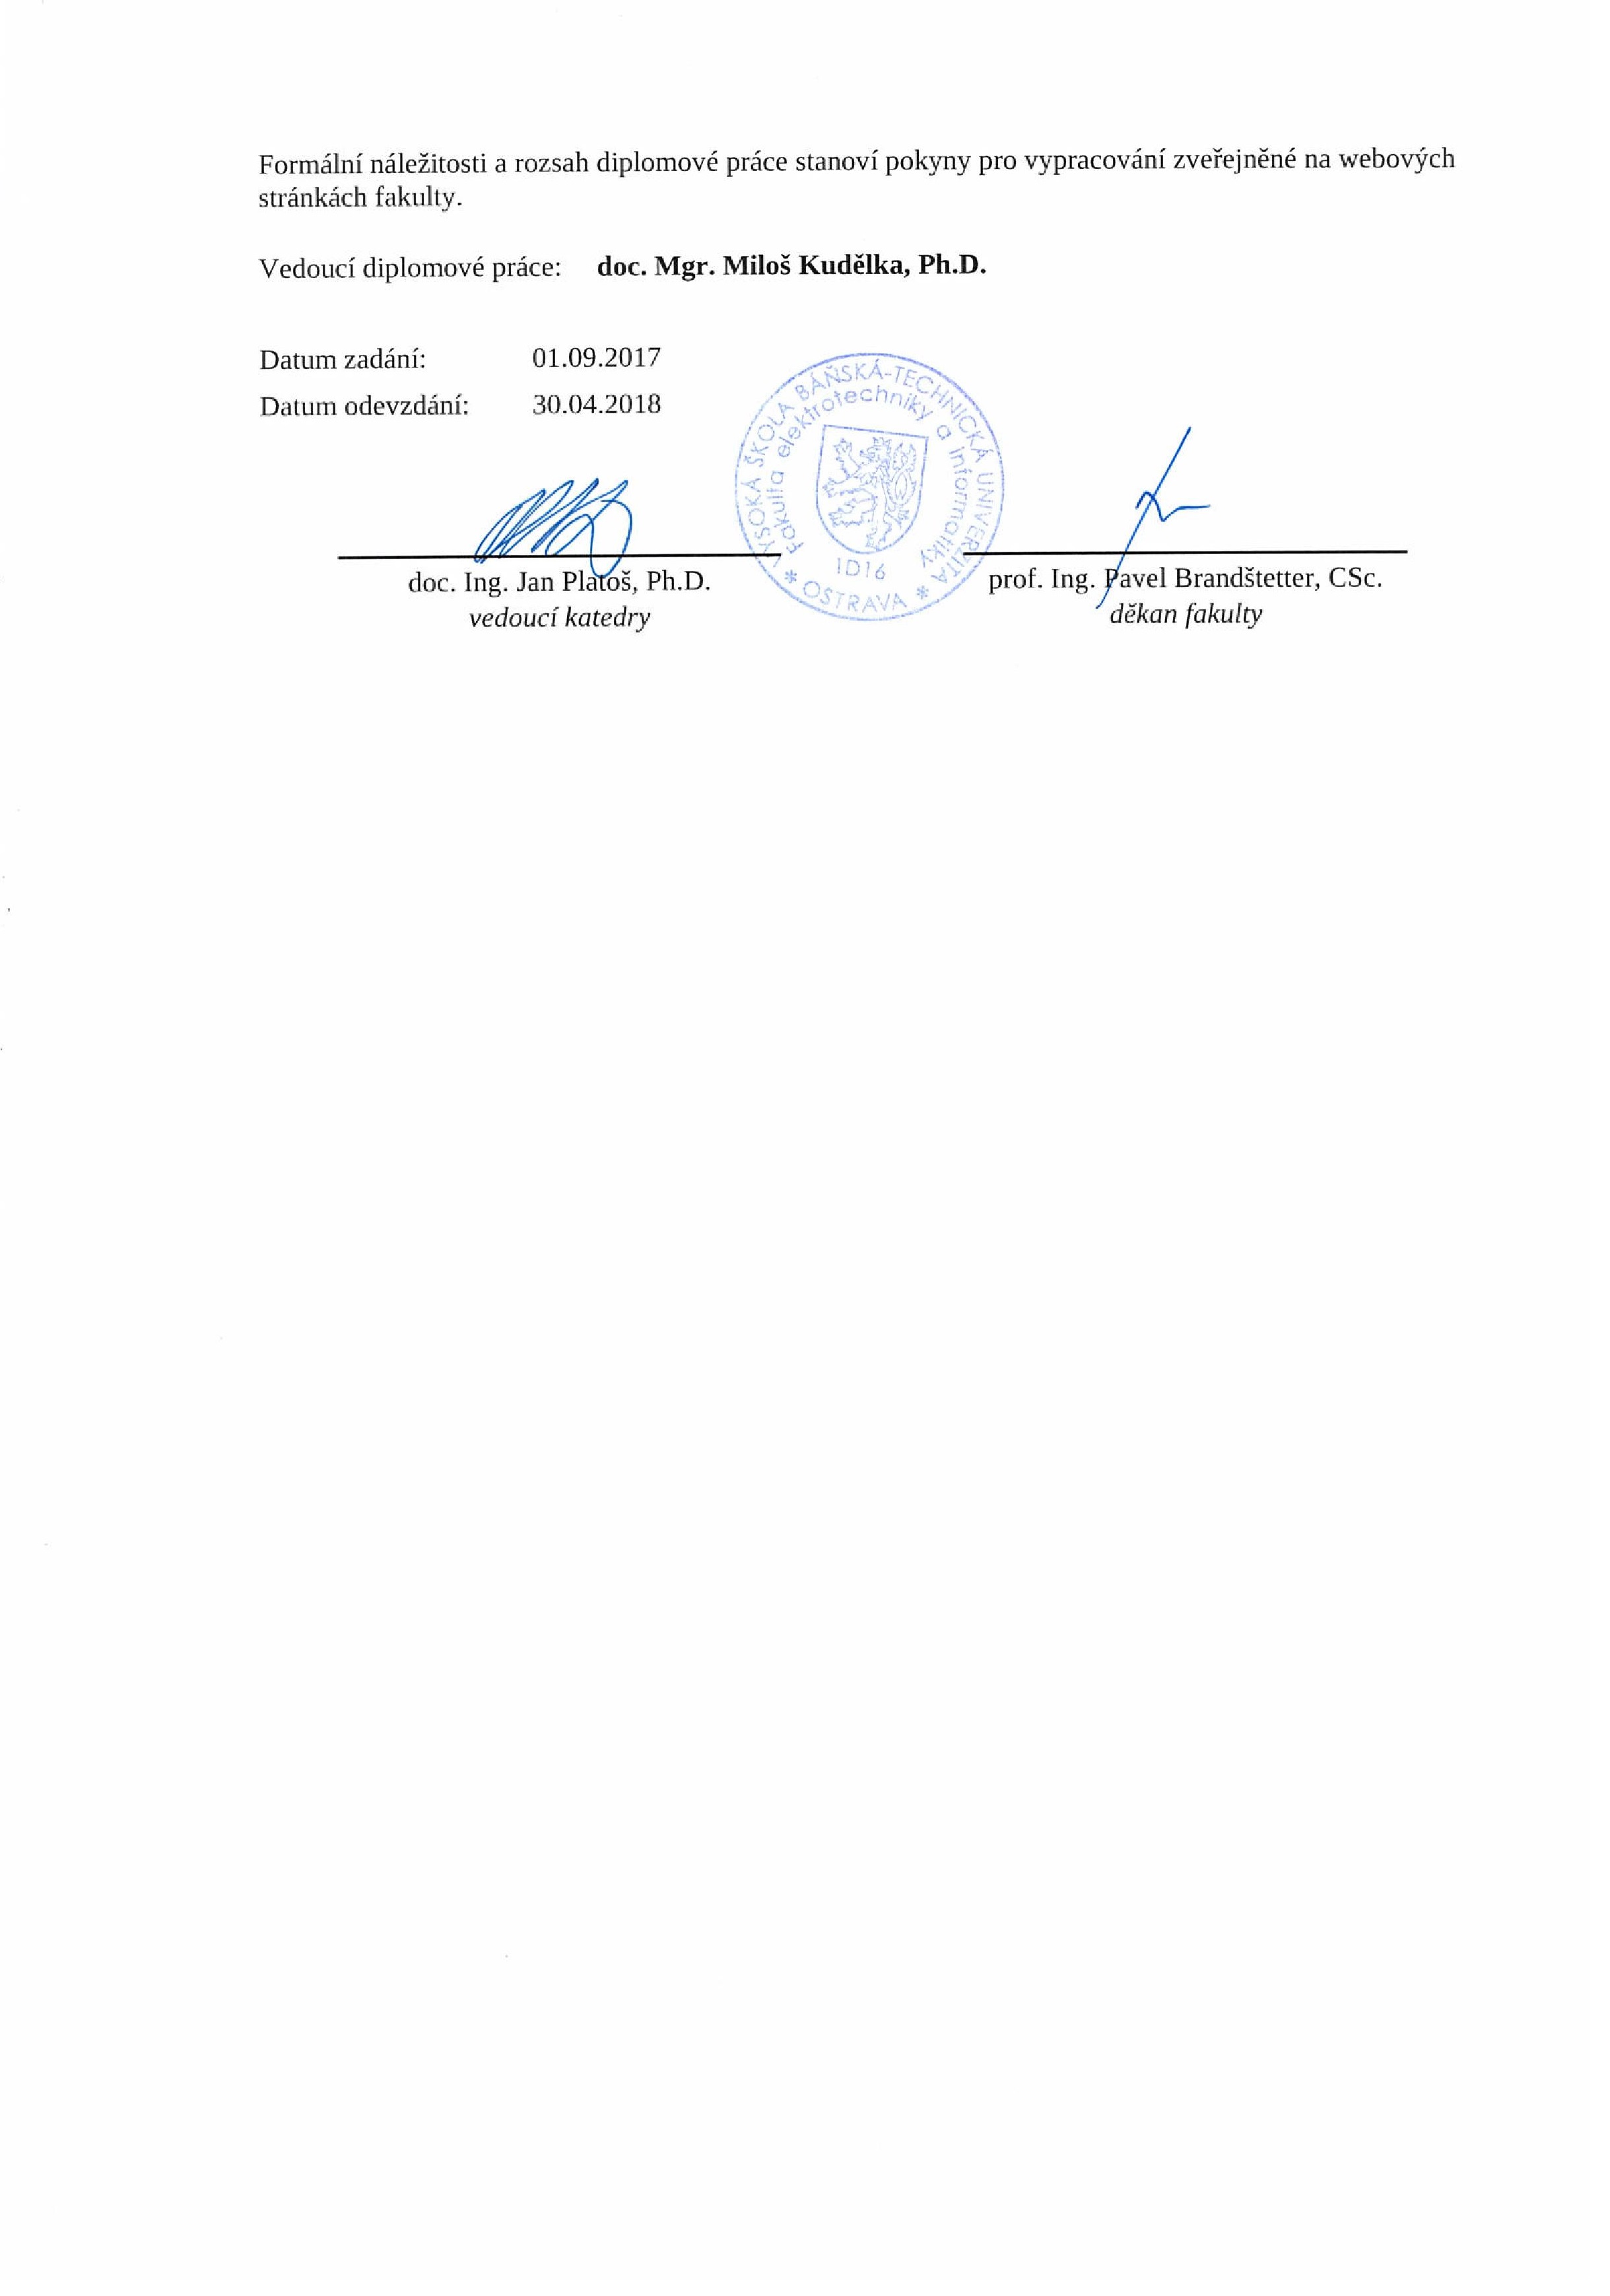 Formální náležitosti a rozsah diplomové práce stanoví pokyny pro vypracování zveřejněné na webových
stránkách fakulty.
Vedoucí diplomové práce: doc. Mgr. Miloš Kudělka, Ph.D.
Datum zadání: 01.09.2017
Datum odevzdání: 30.04.2018
VYSOKÁ ŠKOLA BÁŇSKÁ-TECHNICKÁ UNIVERZITA * OSTRAVA *
Fakulta elektrotechniky a informatiky
ID16
doc. Ing. Jan Platoš, Ph.D.
vedoucí katedry
prof. Ing. Pavel Brandštetter, CSc.
děkan fakulty